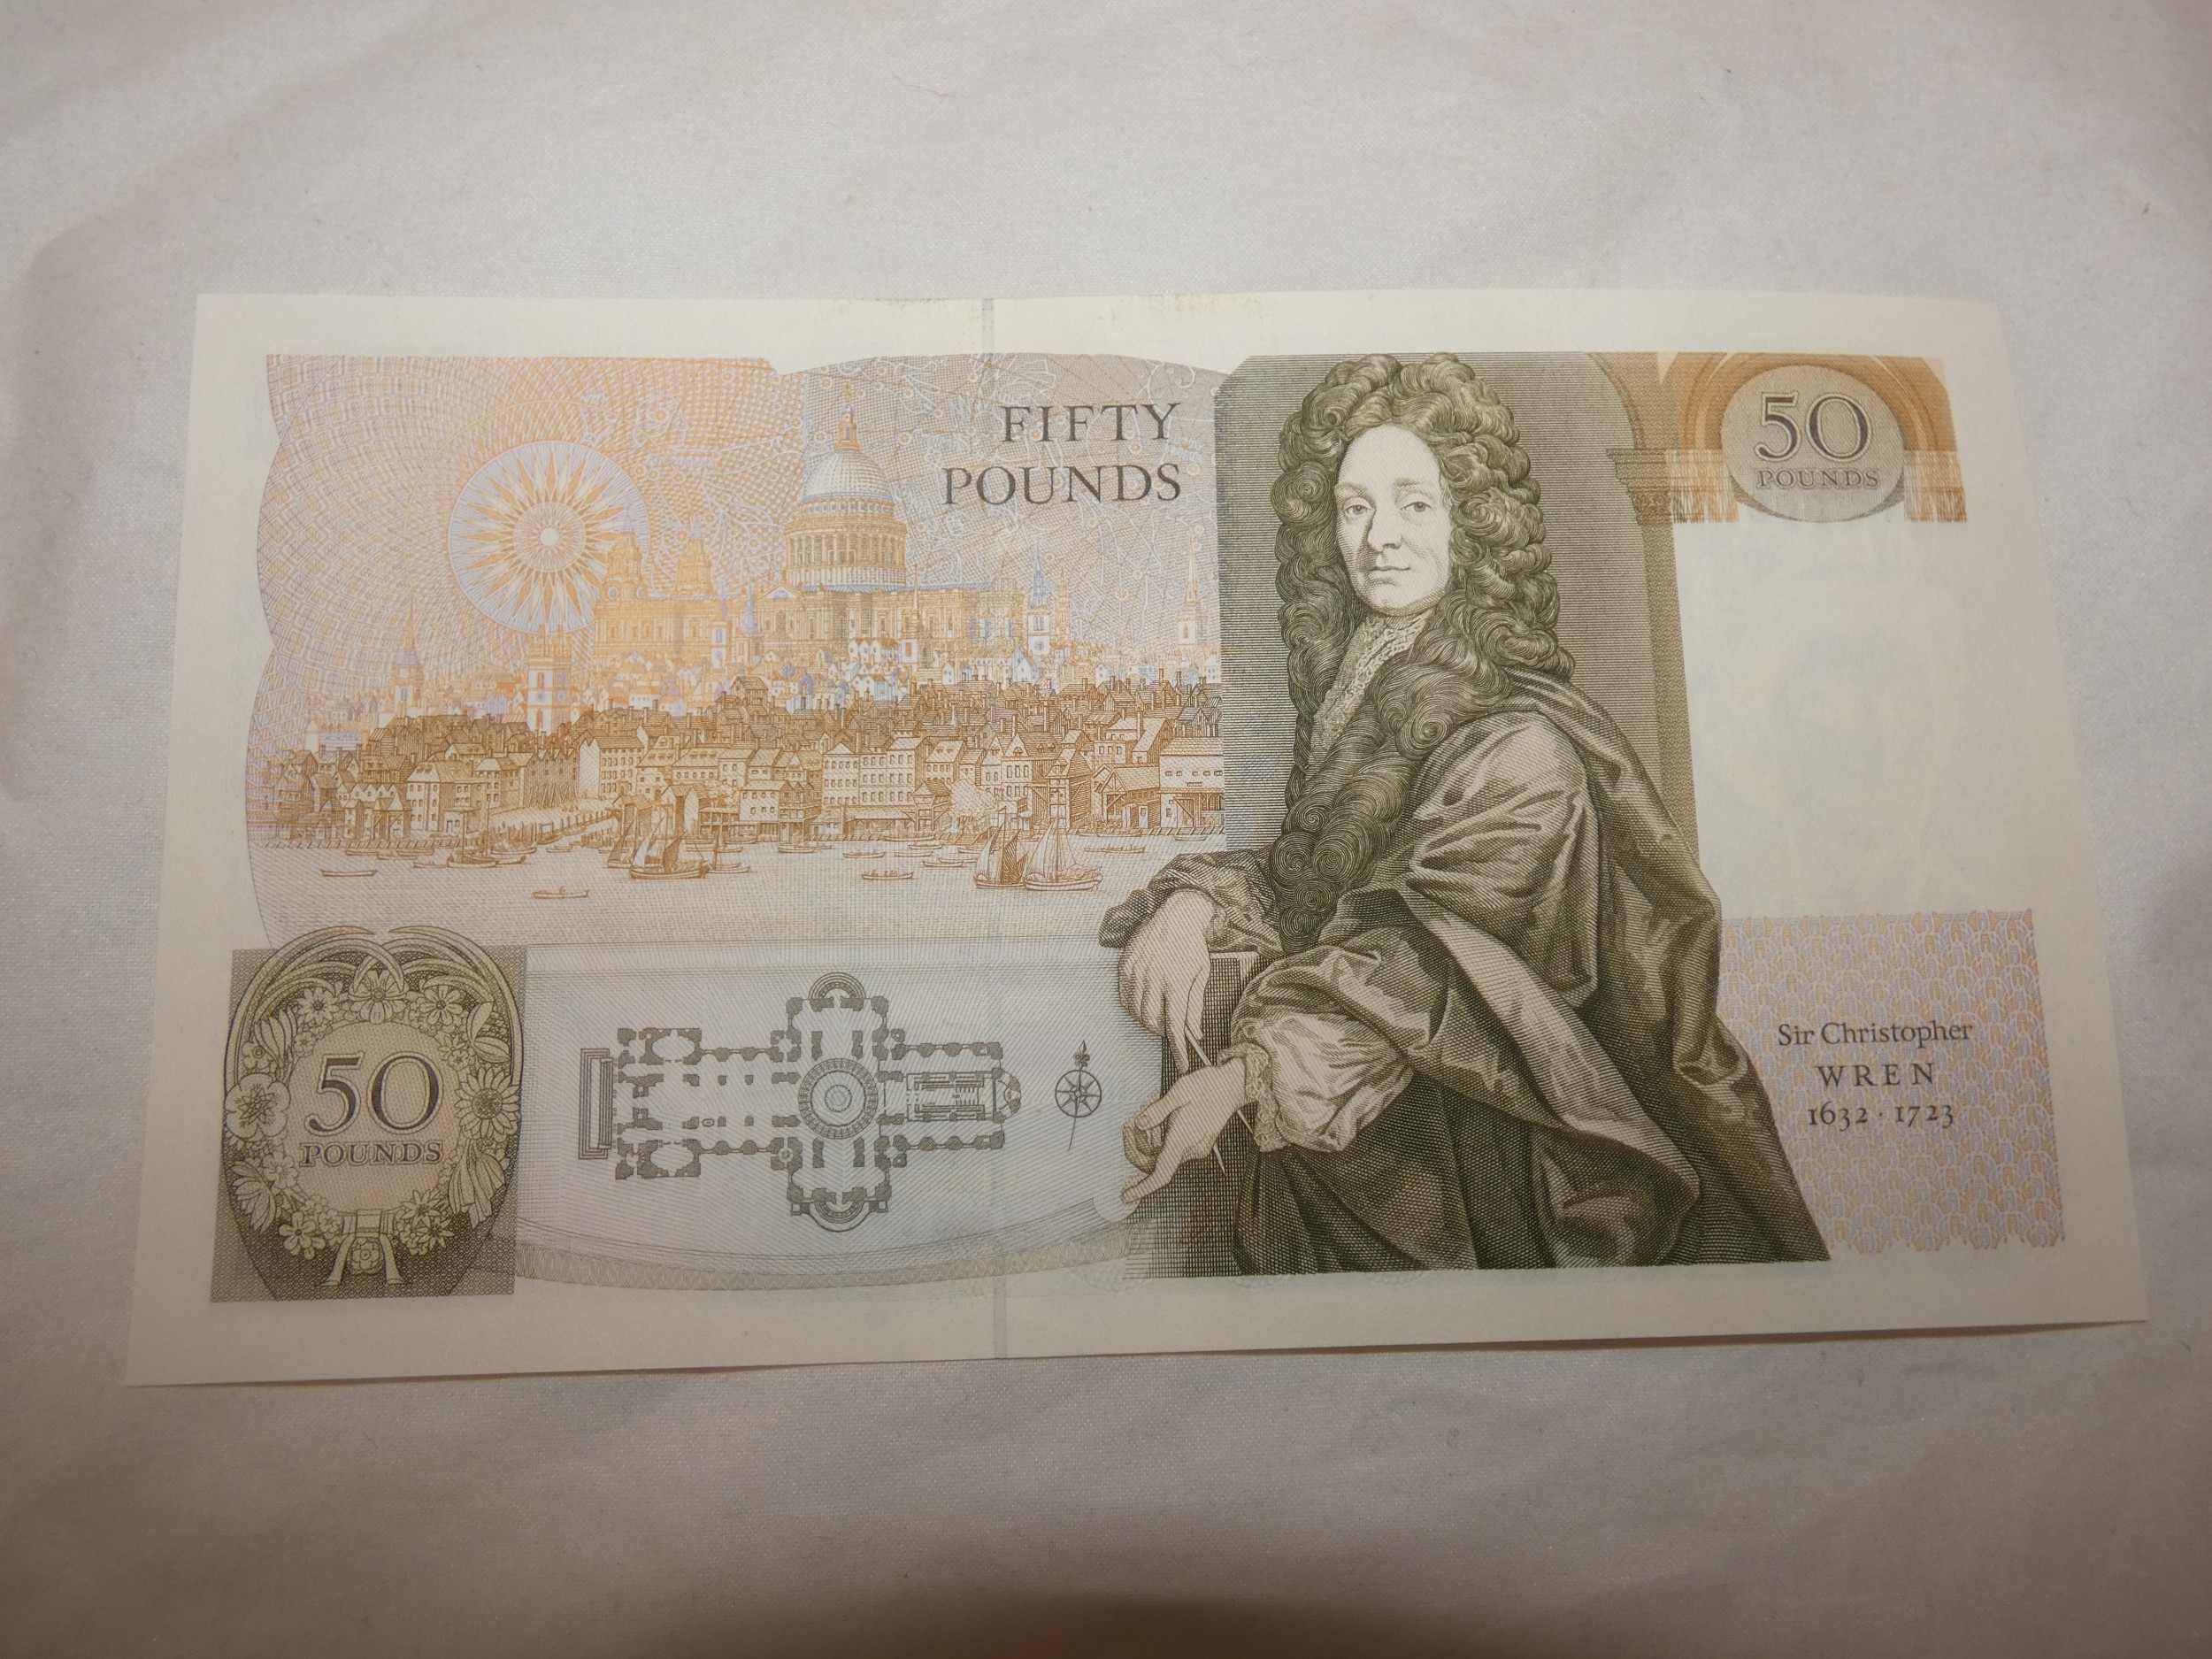 FIFTY
POUNDS
50
POUNDS
50
POUNDS
Sir Christopher
WREN
1632 · 1723